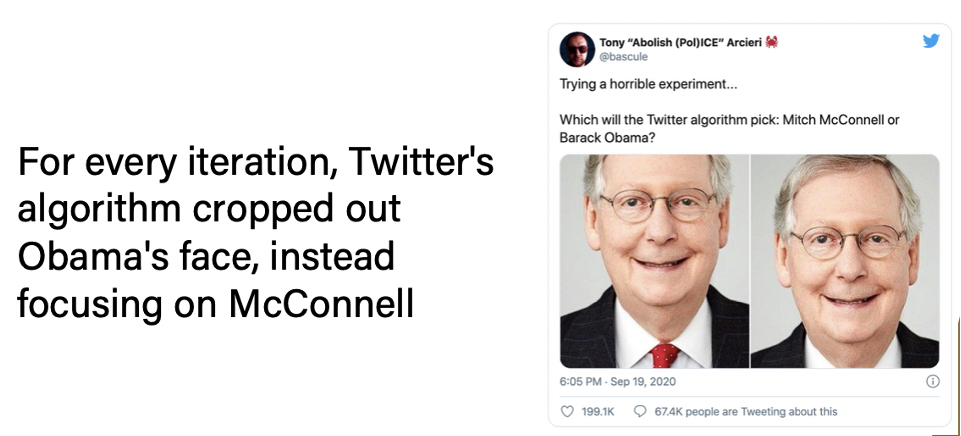 For every iteration, Twitter's
algorithm cropped out
Obama's face, instead
focusing on McConnell
Tony “Abolish (Pol)ICE” Arcieri 🦀
@bascule
Trying a horrible experiment...
Which will the Twitter algorithm pick: Mitch McConnell or
Barack Obama?
6:05 PM · Sep 19, 2020
199.1K 67.4K people are Tweeting about this